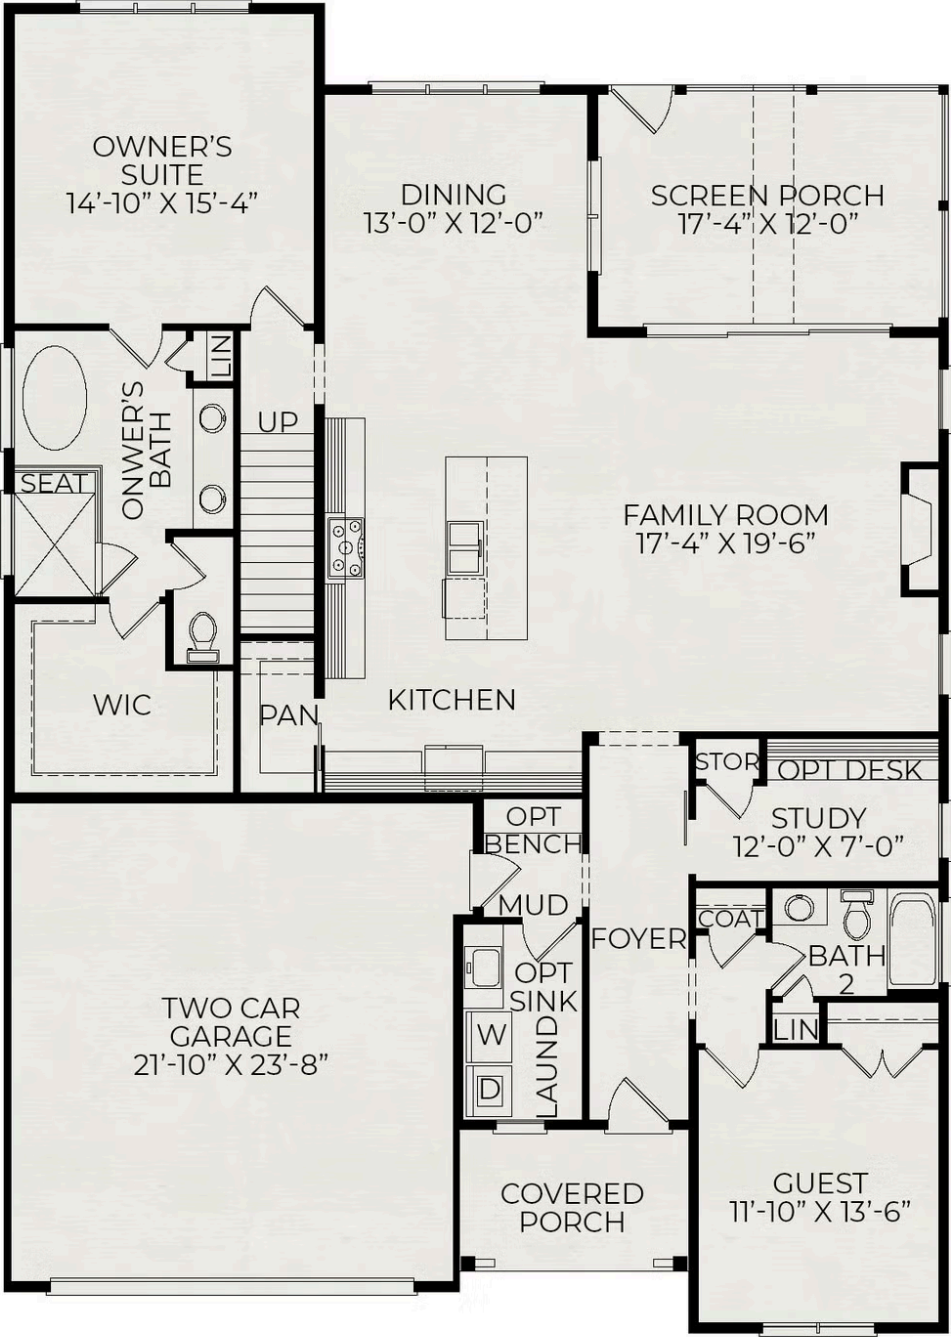 OWNER'S
SUITE
14'-10" X 15'-4"
DINING
13'-0" X 12'-0"
SCREEN PORCH
17'-4" X 12'-0"
LIN
ONWER'S
BATH
UP
SEAT
FAMILY ROOM
17'-4" X 19'-6"
WIC
PAN
KITCHEN
STOR
OPT DESK
STUDY
12'-0" X 7'-0"
OPT
BENCH
MUD
FOYER
COAT
BATH
2
OPT
SINK
TWO CAR
GARAGE
21'-10" X 23'-8"
W
D
LAUND
LIN
COVERED
PORCH
GUEST
11'-10" X 13'-6"